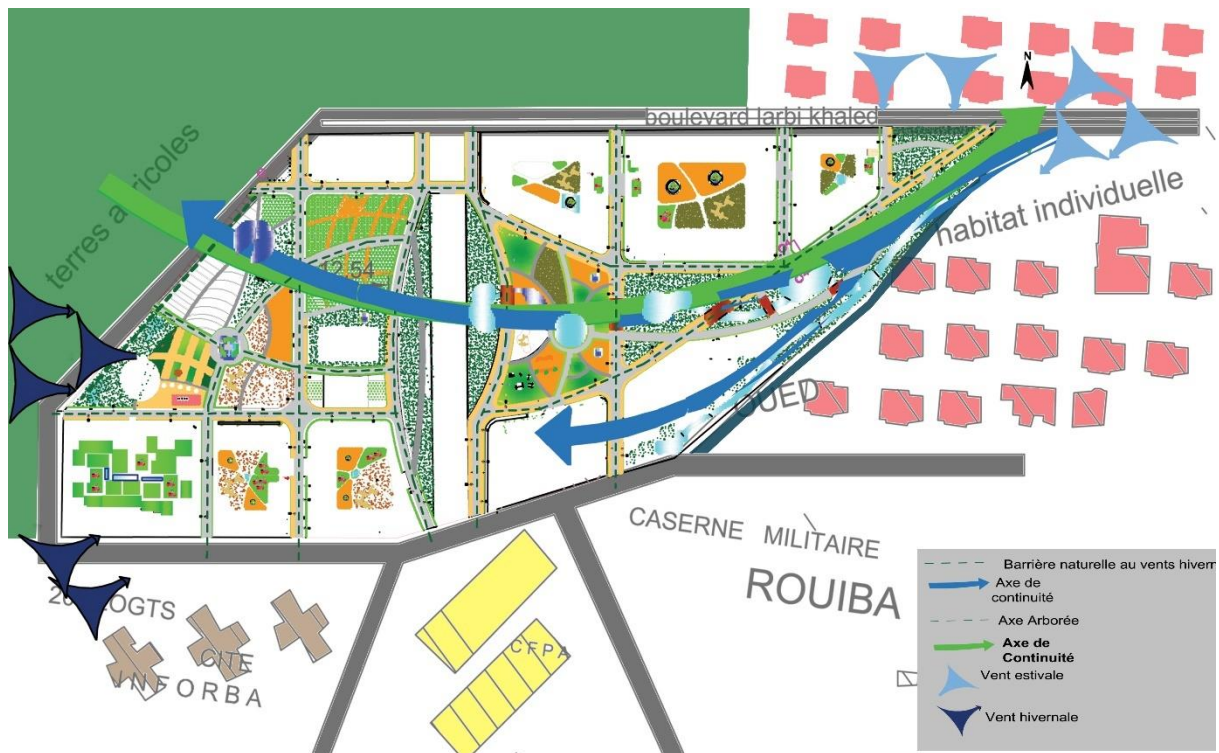 N
boulevard larbi khaled
terres agricoles
habitat individuelle
OUED
CASERNE MILITAIRE
ROUIBA
LOGTS
CITE
INFORBA
CFPA
Barrière naturelle au vents hivern
Axe de
continuité
Axe Arborée
Axe de
Continuité
Vent estivale
Vent hivernale